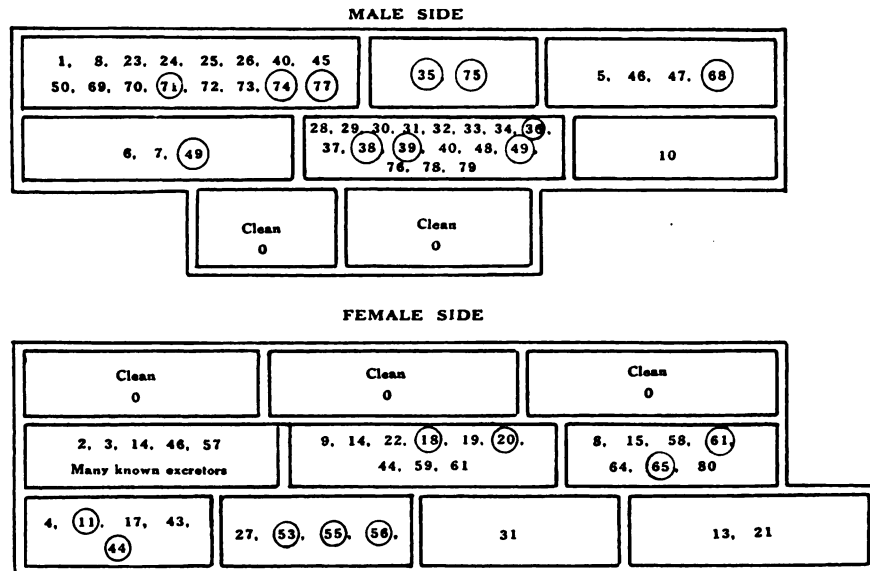 MALE SIDE
1, 8, 23, 24, 25, 26, 40, 45
50, 69, 70, 71, 72, 73, 74, 77
35, 75
5, 46, 47, 68
6, 7, 49
28, 29, 30, 31, 32, 33, 34, 36,
37, 38, 39, 40, 48, 49,
76, 78, 79
10
Clean
0
Clean
0
FEMALE SIDE
Clean
0
Clean
0
Clean
0
2, 3, 14, 46, 57
Many known excretors
9, 14, 22, 18, 19, 20,
44, 59, 61
8, 15, 58, 61,
64, 65, 80
4, 11, 17, 43,
44
27, 53, 55, 56,
31
13, 21